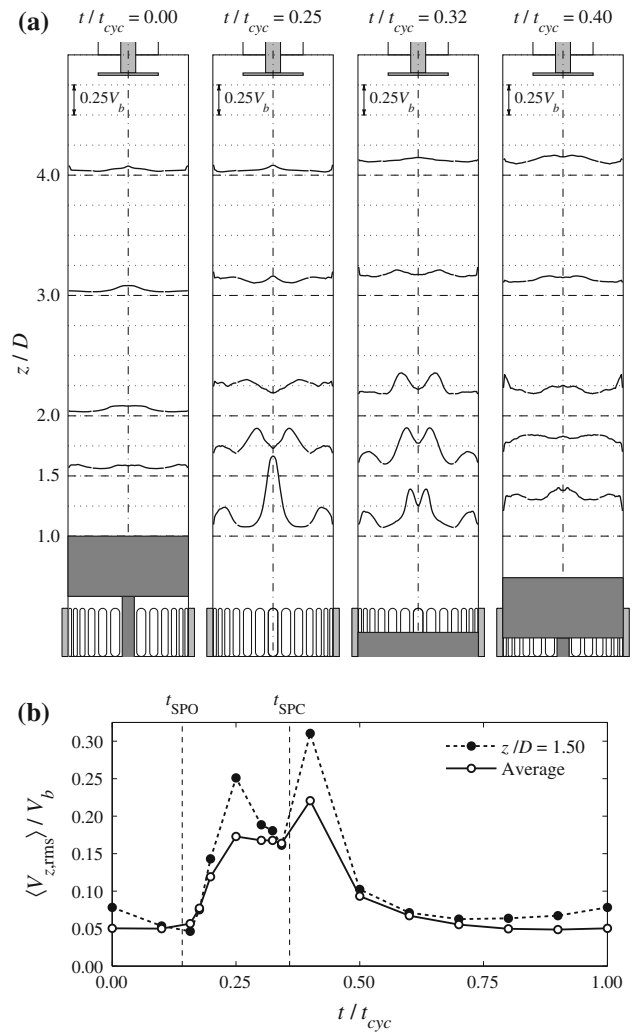 (a) t / t_cyc = 0.00 t / t_cyc = 0.25 t / t_cyc = 0.32 t / t_cyc = 0.40
0.25V_b 0.25V_b 0.25V_b 0.25V_b
4.0
3.0
z / D
2.0
1.5
1.0
(b) t_SPO t_SPC
0.30
z /D = 1.50
Average
0.25
0.20
⟨V_z,rms⟩ / V_b
0.15
0.10
0.05
0.00
0.00 0.25 0.50 0.75 1.00
t / t_cyc